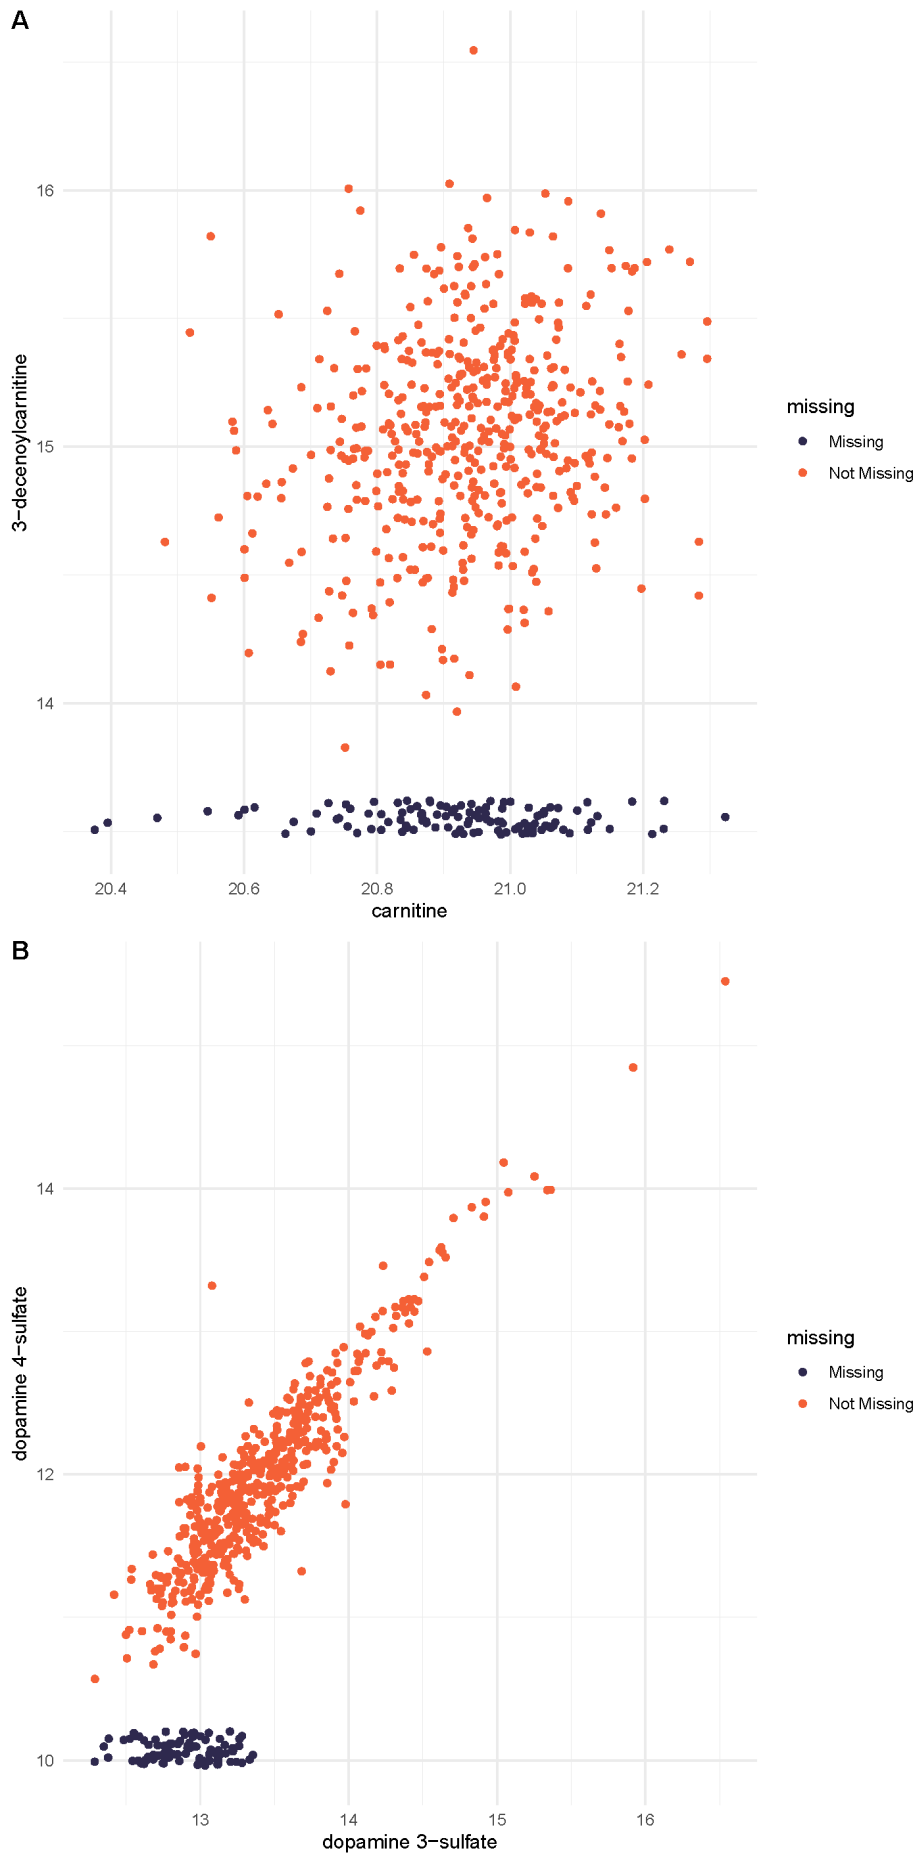 A
3-decenoylcarnitine
16
15
14
20.4 20.6 20.8 21.0 21.2
carnitine
missing
Missing
Not Missing
B
dopamine 4-sulfate
14
12
10
13 14 15 16
dopamine 3-sulfate
missing
Missing
Not Missing